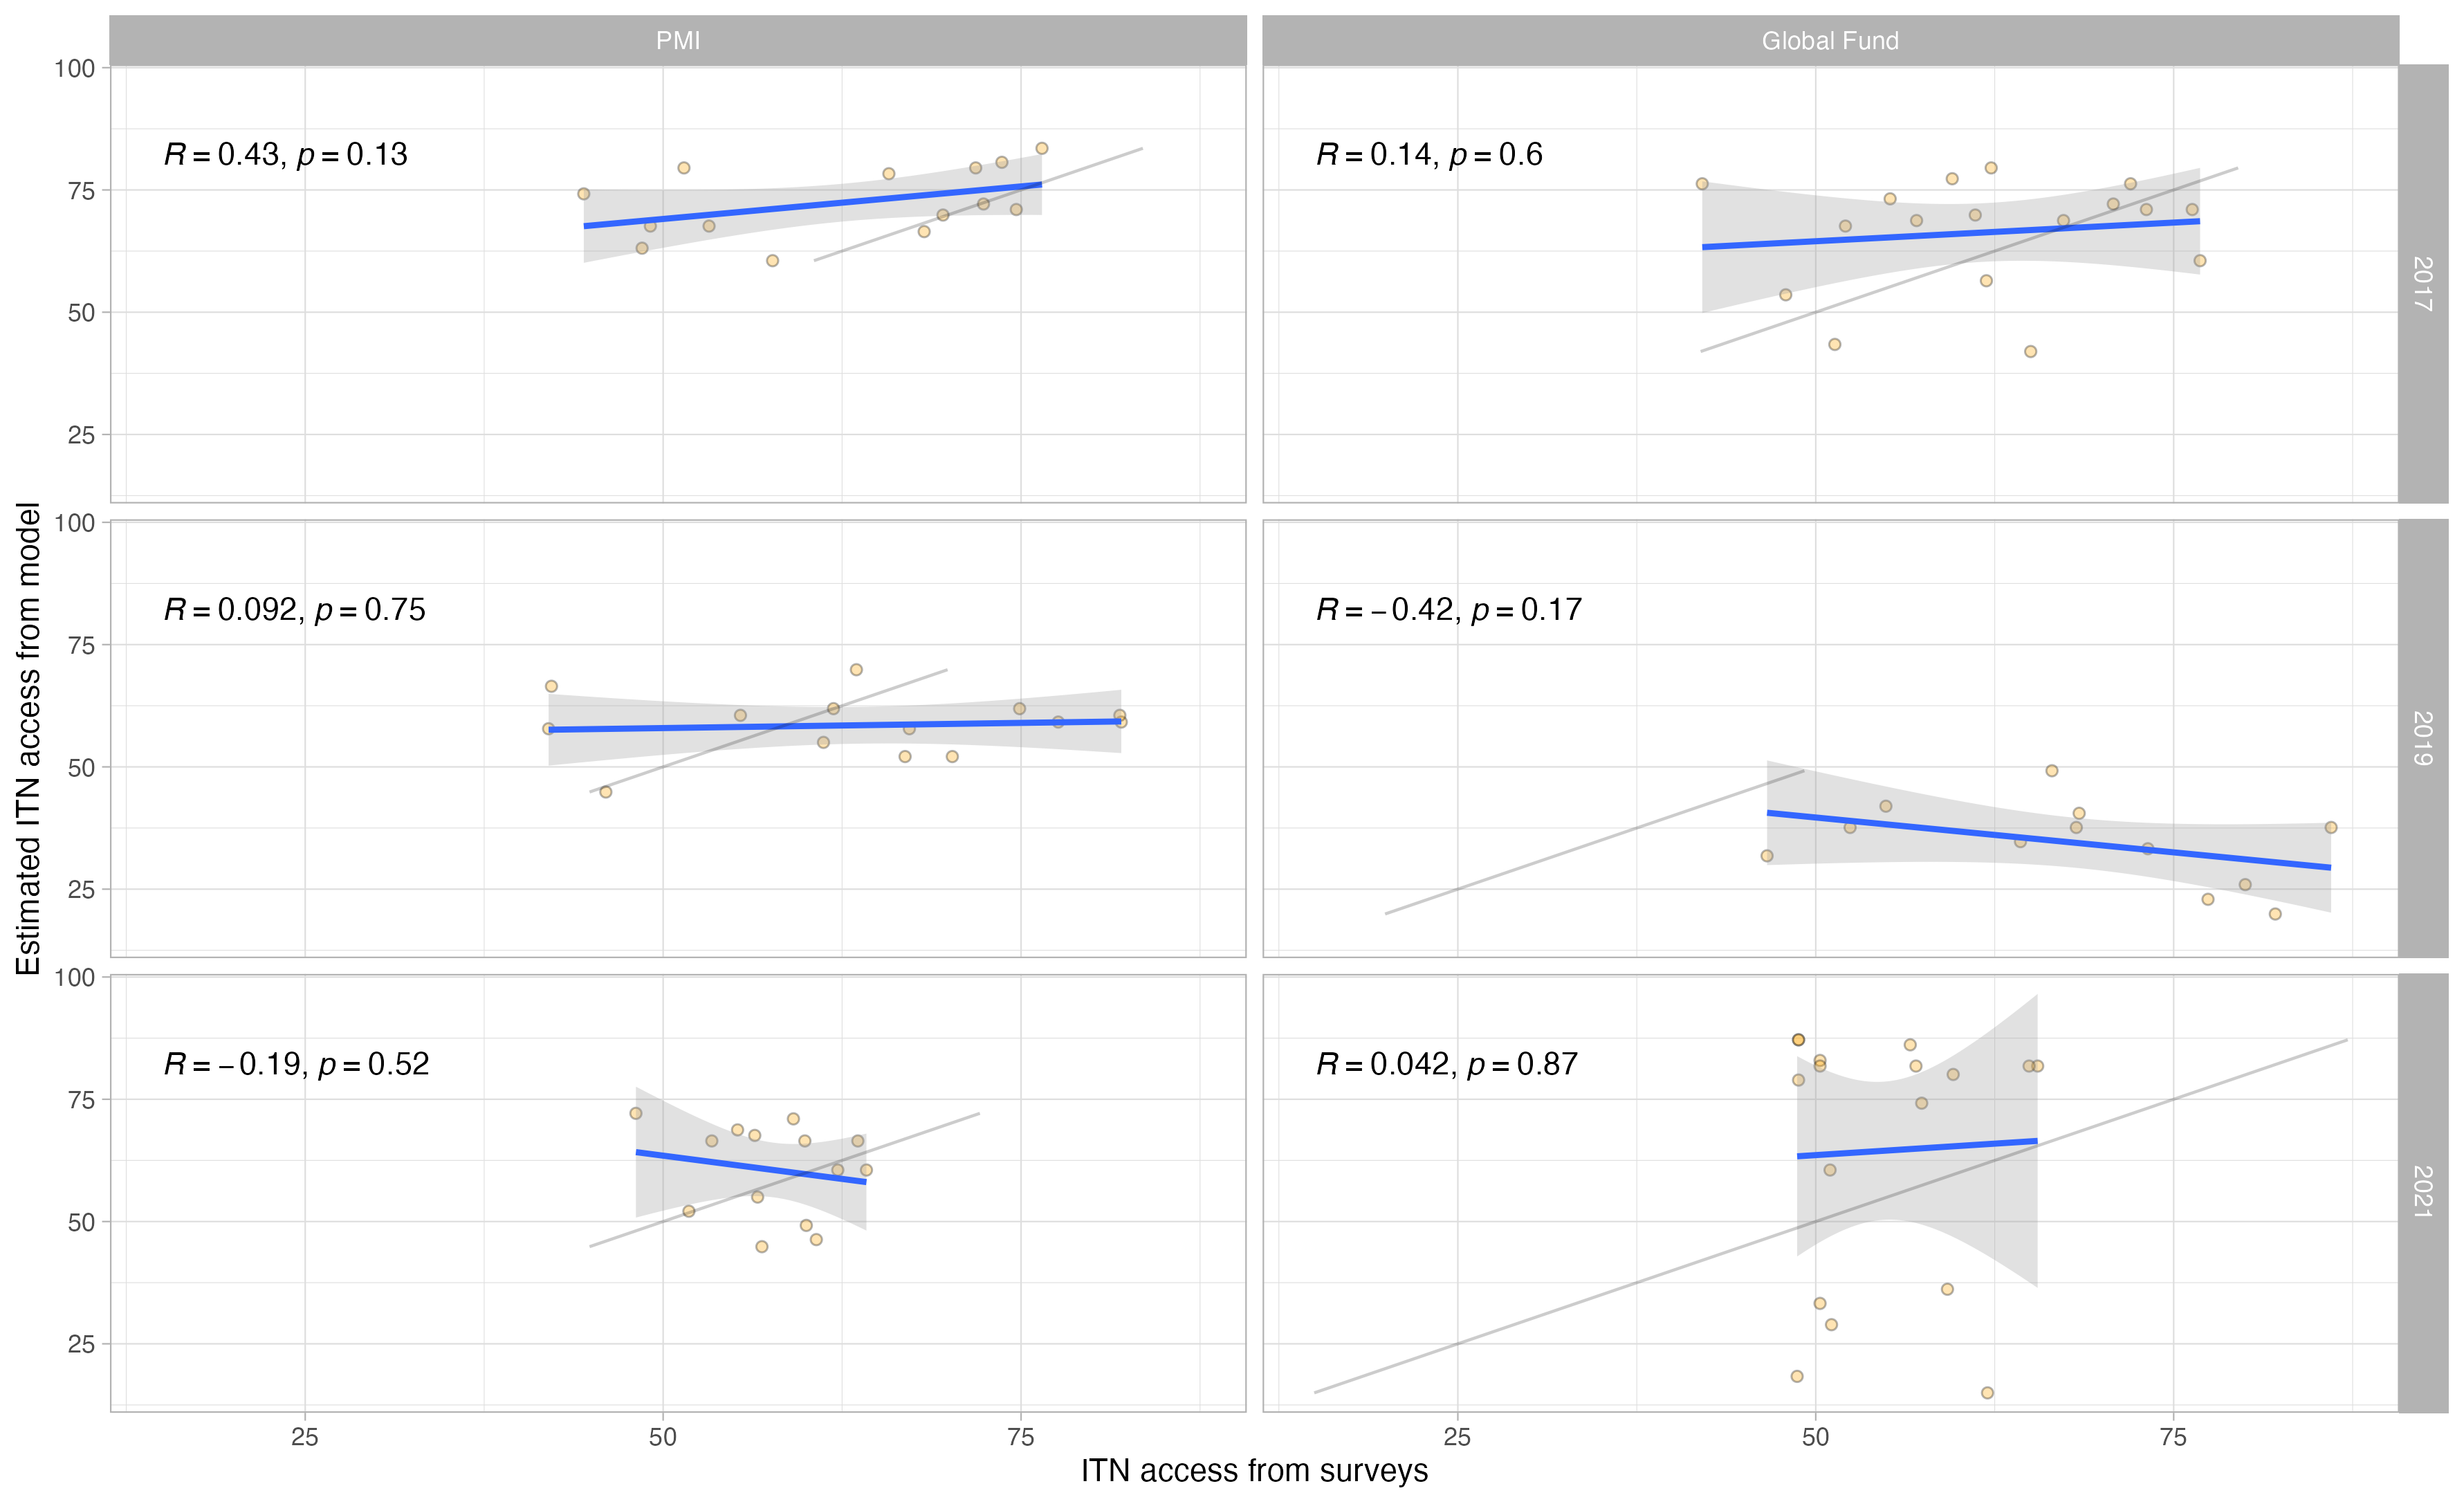 PMI
Global Fund
100
75
50
25
R = 0.43, p = 0.13
R = 0.14, p = 0.6
2017
100
75
50
25
R = 0.092, p = 0.75
R = −0.42, p = 0.17
2019
100
75
50
25
R = −0.19, p = 0.52
R = 0.042, p = 0.87
2021
25
50
75
25
50
75
ITN access from surveys
Estimated ITN access from model